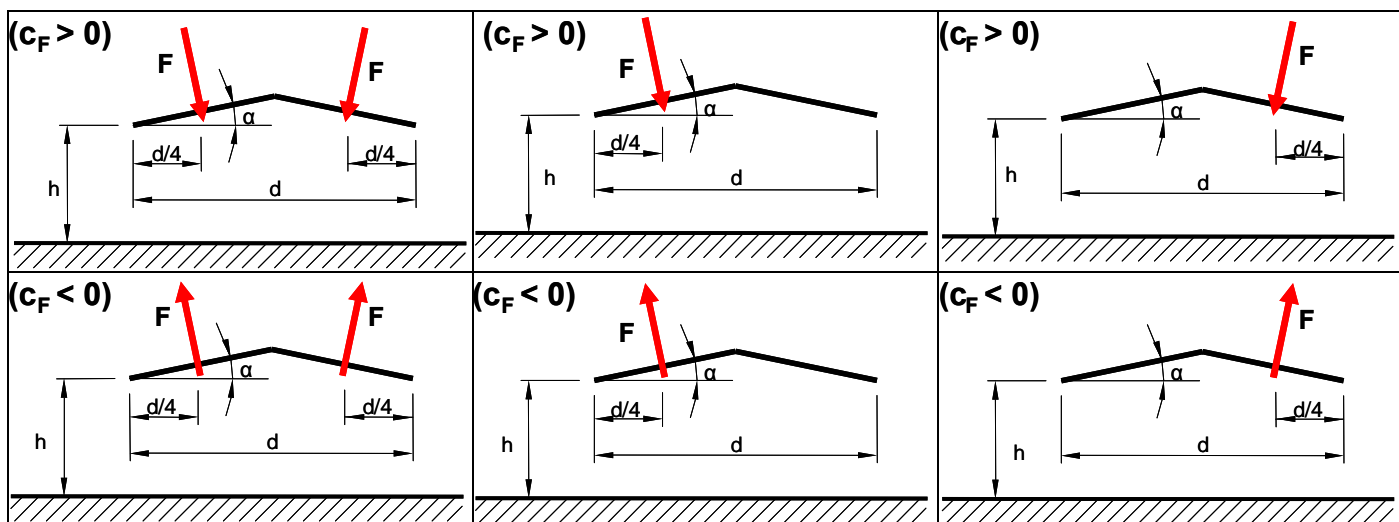 (cF > 0)
F
F
α
d/4
d/4
h
d
(cF > 0)
F
α
d/4
h
d
(cF > 0)
F
α
d/4
h
d
(cF < 0)
F
F
α
d/4
d/4
h
d
(cF < 0)
F
α
d/4
h
d
(cF < 0)
F
α
d/4
h
d